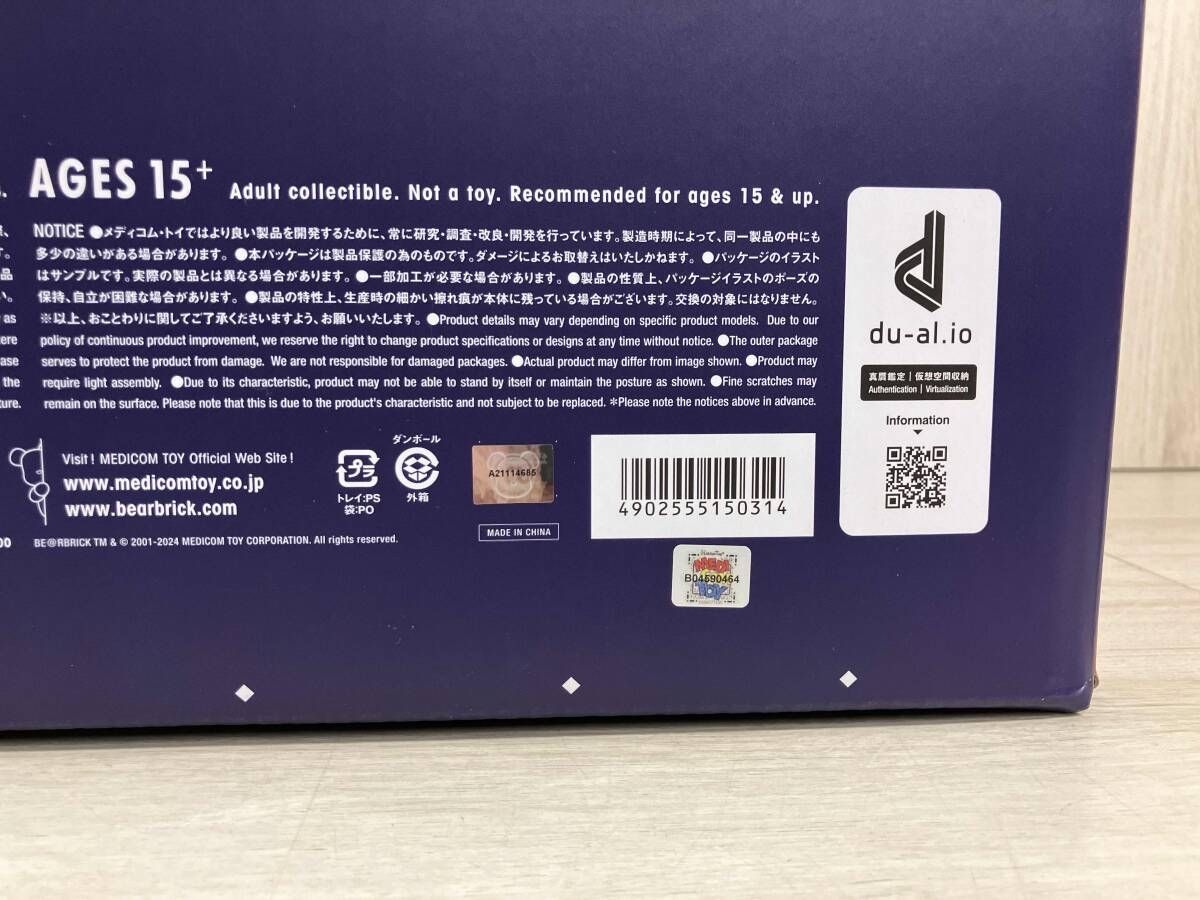 AGES 15+ Adult collectible. Not a toy. Recommended for ages 15 & up.
NOTICE ●メディコム・トイではより良い製品を開発するために、常に研究・調査・改良・開発を行っています。製造時期によって、同一製品の中にも
多少の違いがある場合があります。 ●本パッケージは製品保護の為のものです。ダメージによるお取替えはいたしかねます。 ●パッケージのイラスト
はサンプルです。実際の製品とは異なる場合があります。 ●一部加工が必要な場合があります。 ●製品の性質上、パッケージイラストのポーズの
保持、自立が困難な場合があります。 ●製品の特性上、生産時の細かい擦れ痕が本体に残っている場合がございます。交換の対象にはなりません。
※以上、おことわりに関してご了承くださいますよう、お願いいたします。 ●Product details may vary depending on specific product models. Due to our
policy of continuous product improvement, we reserve the right to change product specifications or designs at any time without notice. ●The outer package
serves to protect the product from damage. We are not responsible for damaged packages. ●Actual product may differ from image shown. ●Product may
require light assembly. ●Due to its characteristic, product may not be able to stand by itself or maintain the posture as shown. ●Fine scratches may
remain on the surface. Please note that this is due to the product's characteristic and not subject to be replaced. ※Please note the notices above in advance.
品
い。
as
the
Visit! MEDICOM TOY Official Web Site!
www.medicomtoy.co.jp
www.bearbrick.com
プラ
トレイ:PS
袋:PO
ダンボール
外箱
A21114685
MADE IN CHINA
4902555150314
B04590464
MEDI
TOY
00 BE@RBRICK TM & © 2001-2024 MEDICOM TOY CORPORATION. All rights reserved.
du-al.io
真贋鑑定 | 仮想空間収納
Authentication | Virtualization
Information